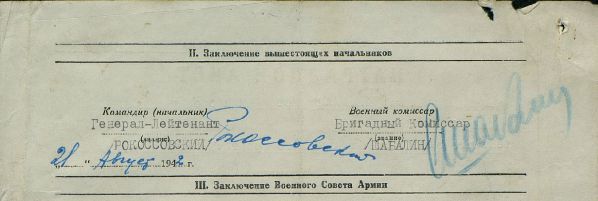 II. Заключение вышестоящих начальников
Командир (начальник) Военный комиссар
Генерал-Лейтенант Бригадный Комиссар
(звание) (звание)
/РОКОССОВСКИЙ/ Рокоссовский /ШАБАЛИН/
"21" Август 1942 г.
III. Заключение Военного Совета Армии